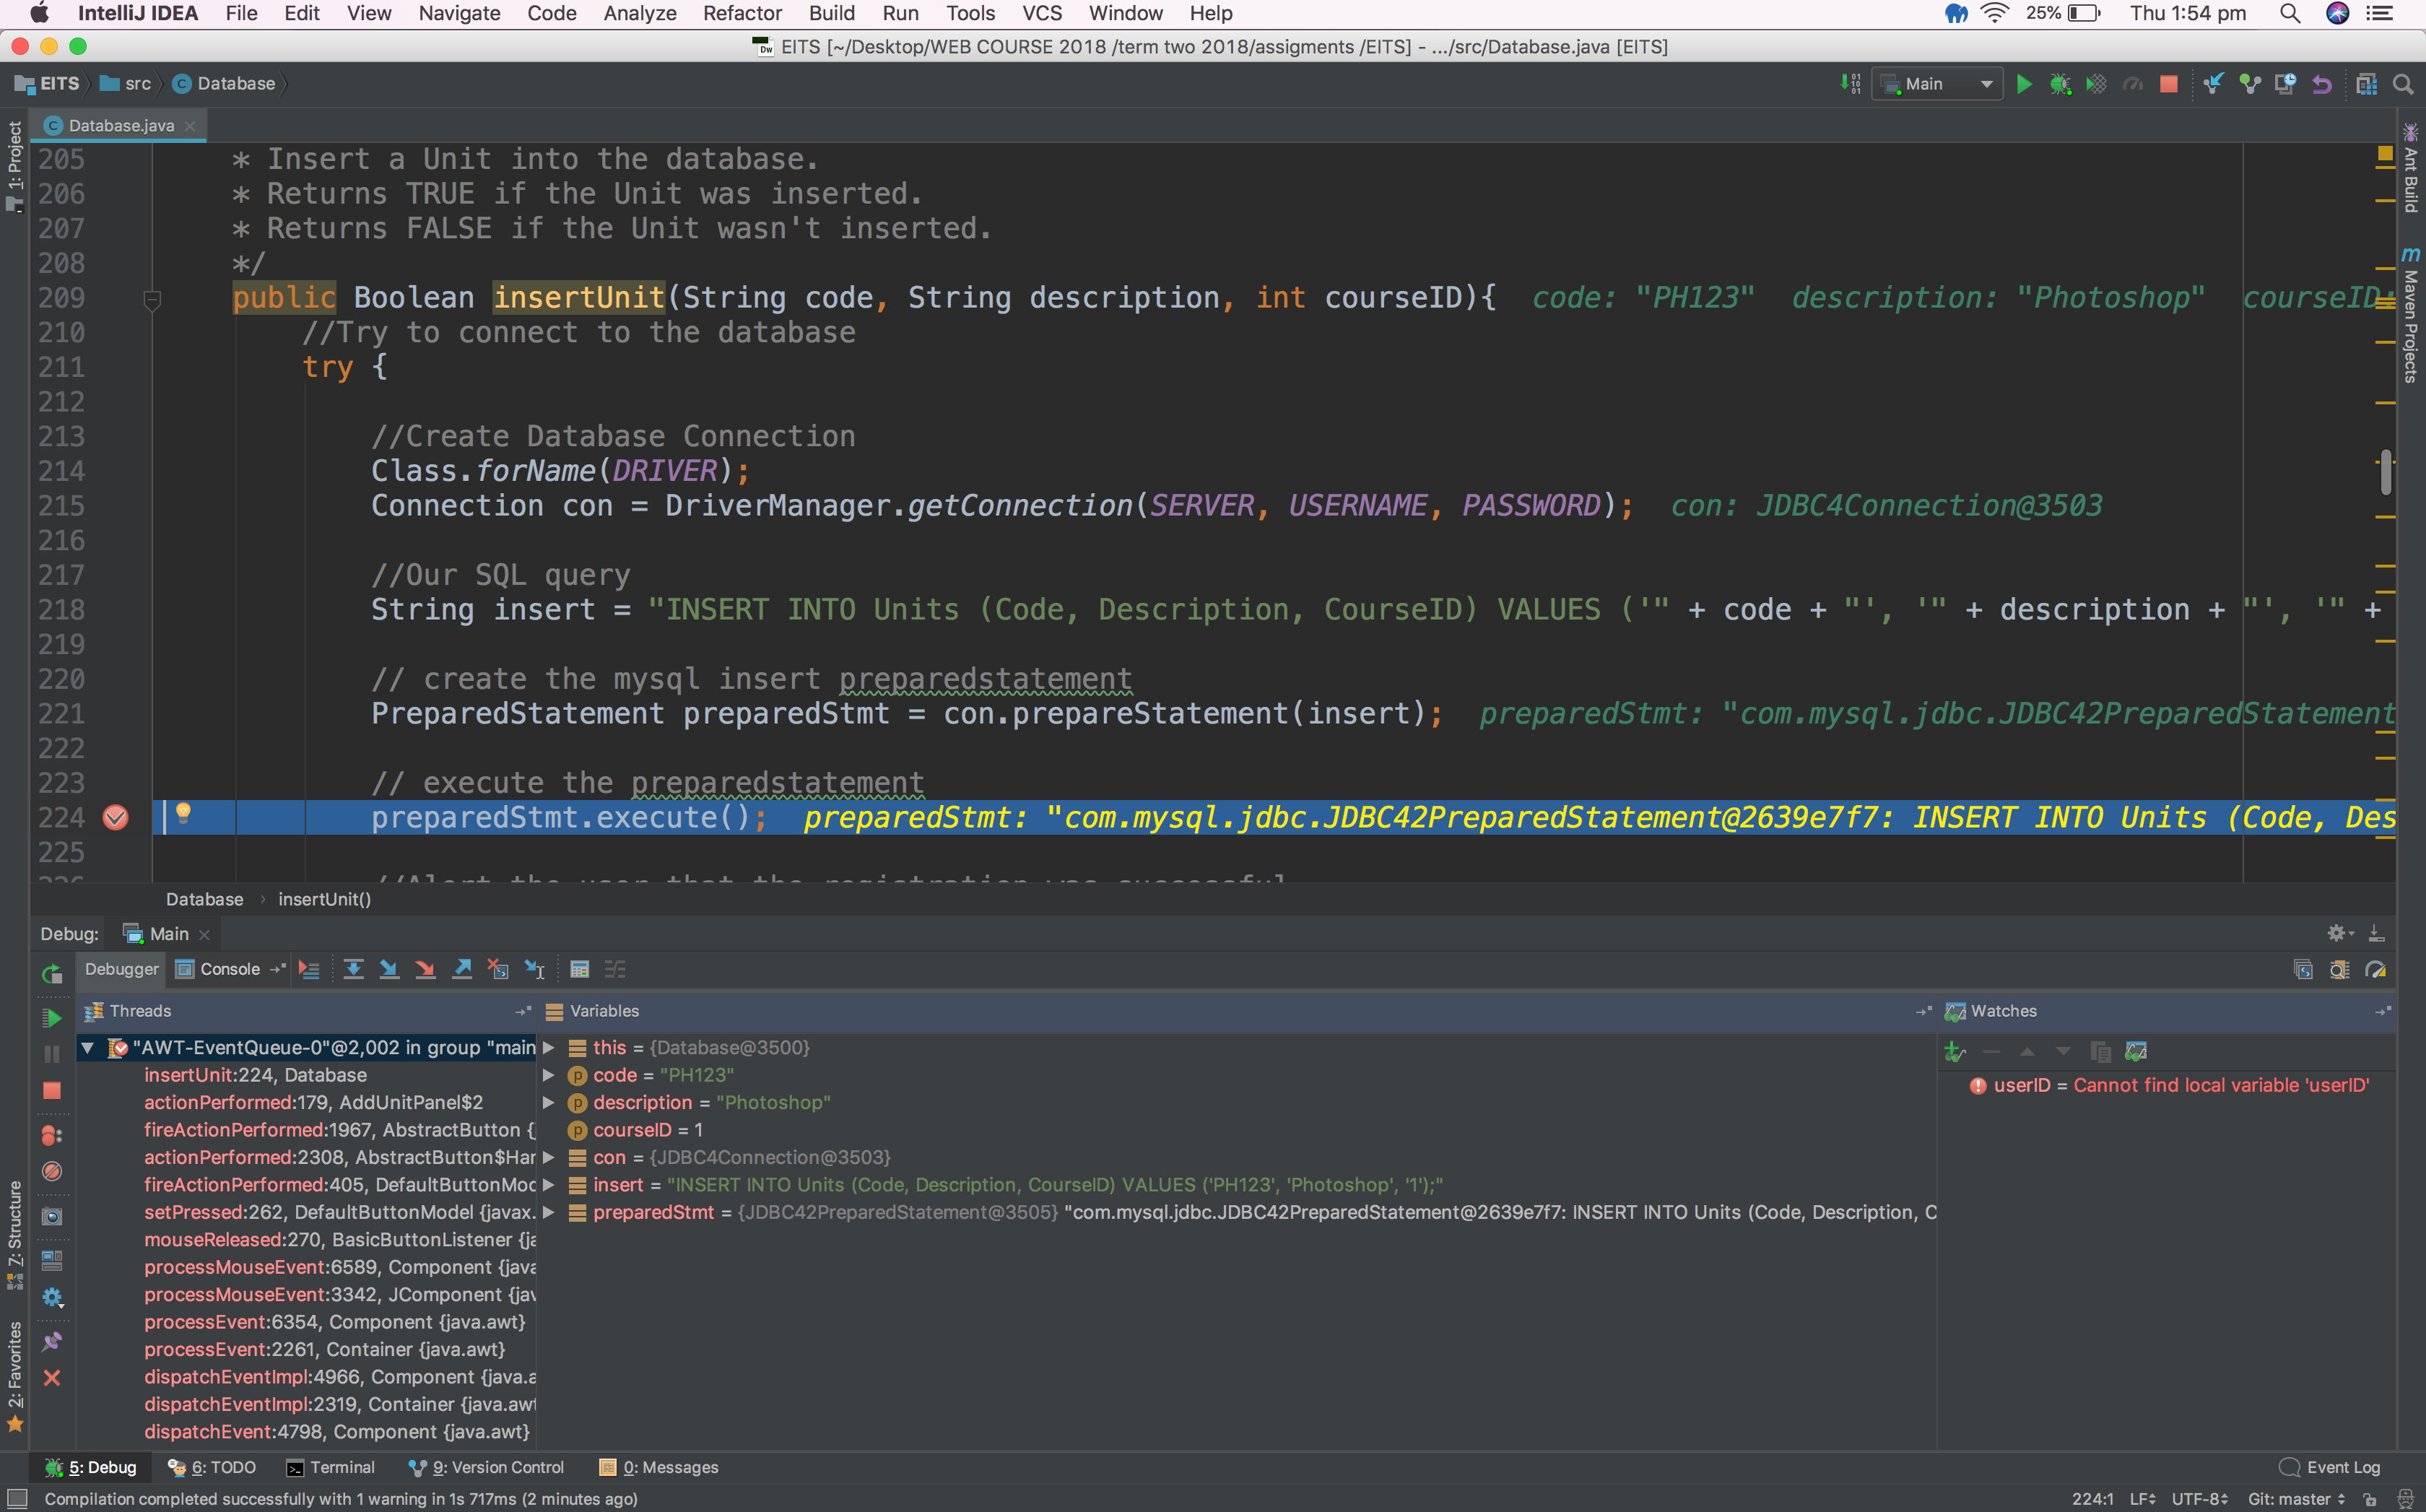 IntelliJ IDEA File Edit View Navigate Code Analyze Refactor Build Run Tools VCS Window Help 25% Thu 1:54 pm
EITS [~/Desktop/WEB COURSE 2018 /term two 2018/assigments /EITS] - .../src/Database.java [EITS]
EITS src Database Main
Database.java
1: Project
Ant Build
Maven Projects
7: Structure
2: Favorites
205 * Insert a Unit into the database.
206 * Returns TRUE if the Unit was inserted.
207 * Returns FALSE if the Unit wasn't inserted.
208 */
209 public Boolean insertUnit(String code, String description, int courseID){ code: "PH123" description: "Photoshop" courseID:
210 //Try to connect to the database
211 try {
212
213 //Create Database Connection
214 Class.forName(DRIVER);
215 Connection con = DriverManager.getConnection(SERVER, USERNAME, PASSWORD); con: JDBC4Connection@3503
216
217 //Our SQL query
218 String insert = "INSERT INTO Units (Code, Description, CourseID) VALUES ('" + code + "', '" + description + "', '" +
219
220 // create the mysql insert preparedstatement
221 PreparedStatement preparedStmt = con.prepareStatement(insert); preparedStmt: "com.mysql.jdbc.JDBC42PreparedStatement
222
223 // execute the preparedstatement
224 preparedStmt.execute(); preparedStmt: "com.mysql.jdbc.JDBC42PreparedStatement@2639e7f7: INSERT INTO Units (Code, Des
225
226 //Alert the user that the registration was successful
Database insertUnit()
Debug: Main
Debugger Console
Threads
"AWT-EventQueue-0"@2,002 in group "main
insertUnit:224, Database
actionPerformed:179, AddUnitPanel$2
fireActionPerformed:1967, AbstractButton {
actionPerformed:2308, AbstractButton$Har
fireActionPerformed:405, DefaultButtonMod
setPressed:262, DefaultButtonModel {javax.
mouseReleased:270, BasicButtonListener {ja
processMouseEvent:6589, Component {java
processMouseEvent:3342, JComponent {jav
processEvent:6354, Component {java.awt}
processEvent:2261, Container {java.awt}
dispatchEventImpl:4966, Component {java.a
dispatchEventImpl:2319, Container {java.awt
dispatchEvent:4798, Component {java.awt}
Variables
this = {Database@3500}
code = "PH123"
description = "Photoshop"
courseID = 1
con = {JDBC4Connection@3503}
insert = "INSERT INTO Units (Code, Description, CourseID) VALUES ('PH123', 'Photoshop', '1');"
preparedStmt = {JDBC42PreparedStatement@3505} "com.mysql.jdbc.JDBC42PreparedStatement@2639e7f7: INSERT INTO Units (Code, Description, C
Watches
userID = Cannot find local variable 'userID'
5: Debug 6: TODO Terminal 9: Version Control 0: Messages Event Log
Compilation completed successfully with 1 warning in 1s 717ms (2 minutes ago) 224:1 LF UTF-8 Git: master